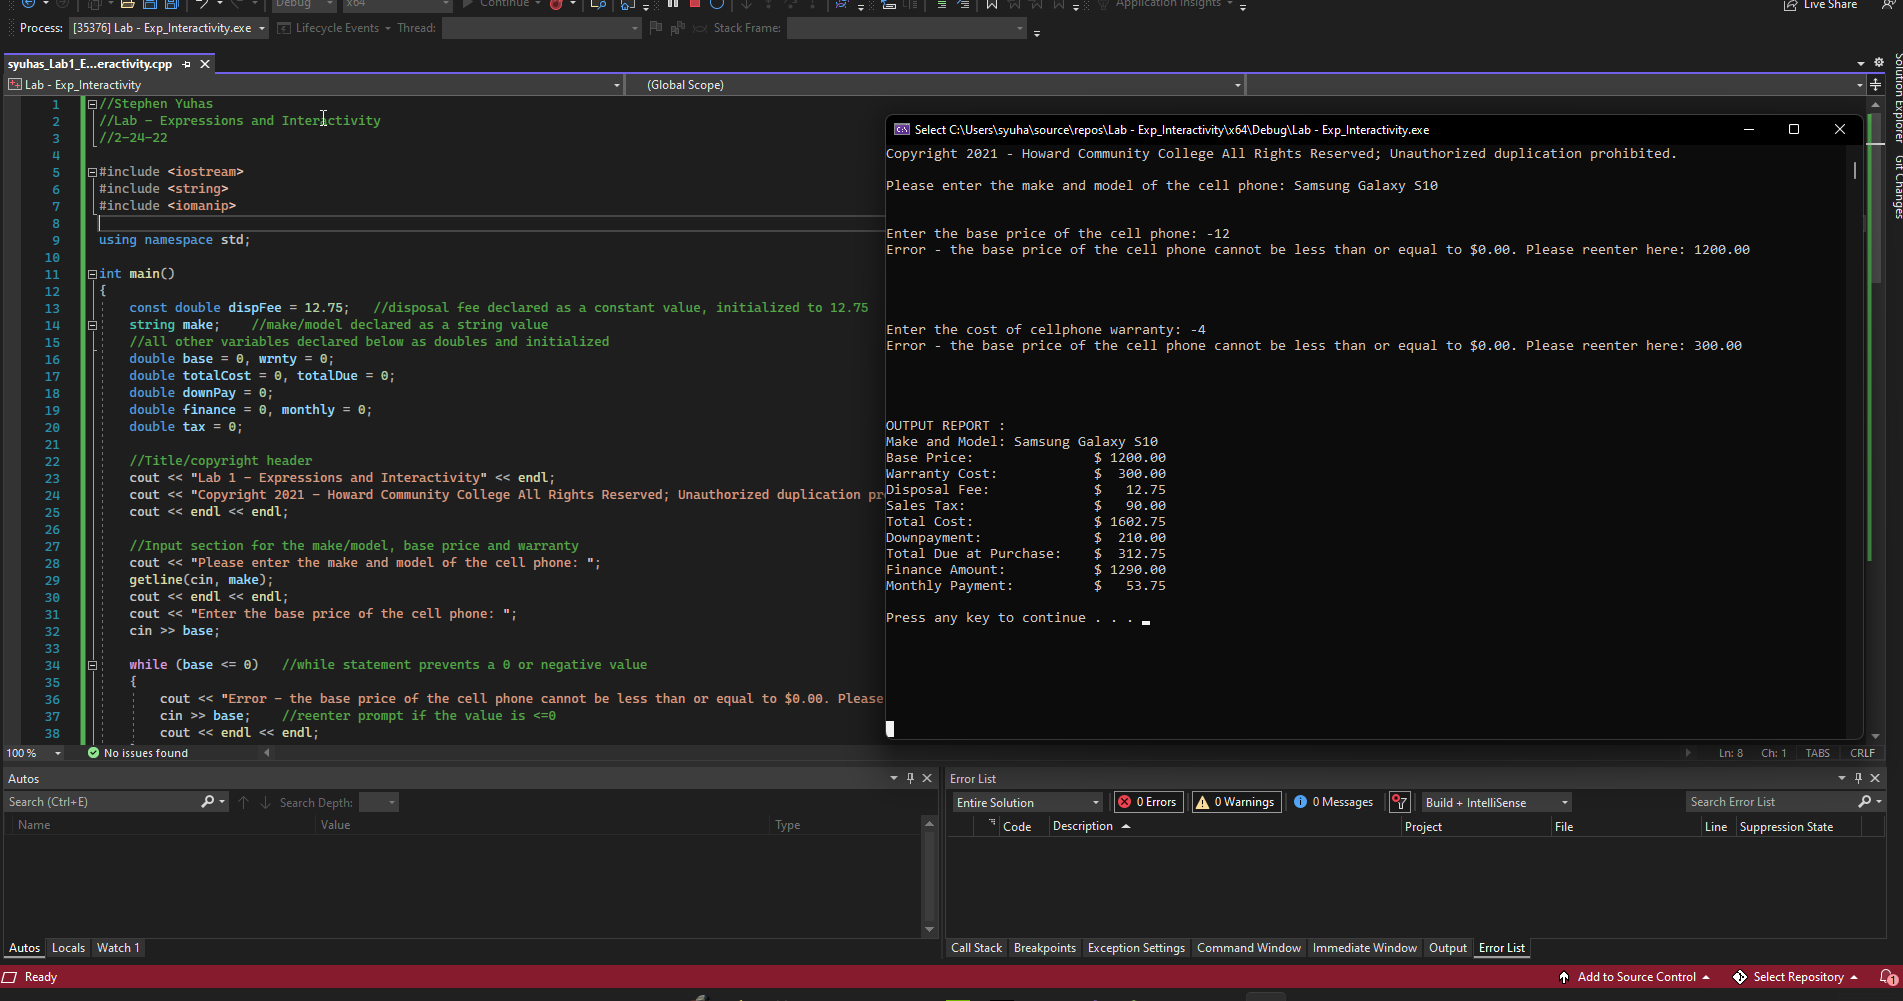 Debug x64 Continue Application Insights Live Share
Process: [35376] Lab - Exp_Interactivity.exe Lifecycle Events Thread: Stack Frame:
syuhas_Lab1_E...eractivity.cpp
Lab - Exp_Interactivity (Global Scope)
1 //Stephen Yuhas
2 //Lab - Expressions and Interactivity
3 //2-24-22
4
5 #include <iostream>
6 #include <string>
7 #include <iomanip>
8
9 using namespace std;
10
11 int main()
12 {
13 const double dispFee = 12.75; //disposal fee declared as a constant value, initialized to 12.75
14 string make; //make/model declared as a string value
15 //all other variables declared below as doubles and initialized
16 double base = 0, wrnty = 0;
17 double totalCost = 0, totalDue = 0;
18 double downPay = 0;
19 double finance = 0, monthly = 0;
20 double tax = 0;
21
22 //Title/copyright header
23 cout << "Lab 1 - Expressions and Interactivity" << endl;
24 cout << "Copyright 2021 - Howard Community College All Rights Reserved; Unauthorized duplication pr
25 cout << endl << endl;
26
27 //Input section for the make/model, base price and warranty
28 cout << "Please enter the make and model of the cell phone: ";
29 getline(cin, make);
30 cout << endl << endl;
31 cout << "Enter the base price of the cell phone: ";
32 cin >> base;
33
34 while (base <= 0) //while statement prevents a 0 or negative value
35 {
36 cout << "Error - the base price of the cell phone cannot be less than or equal to $0.00. Please
37 cin >> base; //reenter prompt if the value is <=0
38 cout << endl << endl;
100 % No issues found Ln: 8 Ch: 1 TABS CRLF
Select C:\Users\syuha\source\repos\Lab - Exp_Interactivity\x64\Debug\Lab - Exp_Interactivity.exe
Copyright 2021 - Howard Community College All Rights Reserved; Unauthorized duplication prohibited.
Please enter the make and model of the cell phone: Samsung Galaxy S10
Enter the base price of the cell phone: -12
Error - the base price of the cell phone cannot be less than or equal to $0.00. Please reenter here: 1200.00
Enter the cost of cellphone warranty: -4
Error - the base price of the cell phone cannot be less than or equal to $0.00. Please reenter here: 300.00
OUTPUT REPORT :
Make and Model: Samsung Galaxy S10
Base Price: $ 1200.00
Warranty Cost: $ 300.00
Disposal Fee: $ 12.75
Sales Tax: $ 90.00
Total Cost: $ 1602.75
Downpayment: $ 210.00
Total Due at Purchase: $ 312.75
Finance Amount: $ 1290.00
Monthly Payment: $ 53.75
Press any key to continue . . .
Solution Explorer
Git Changes
Autos
Search (Ctrl+E) Search Depth:
Name Value Type
Autos Locals Watch 1
Error List
Entire Solution 0 Errors 0 Warnings 0 Messages Build + IntelliSense Search Error List
Code Description Project File Line Suppression State
Call Stack Breakpoints Exception Settings Command Window Immediate Window Output Error List
Ready Add to Source Control Select Repository 1